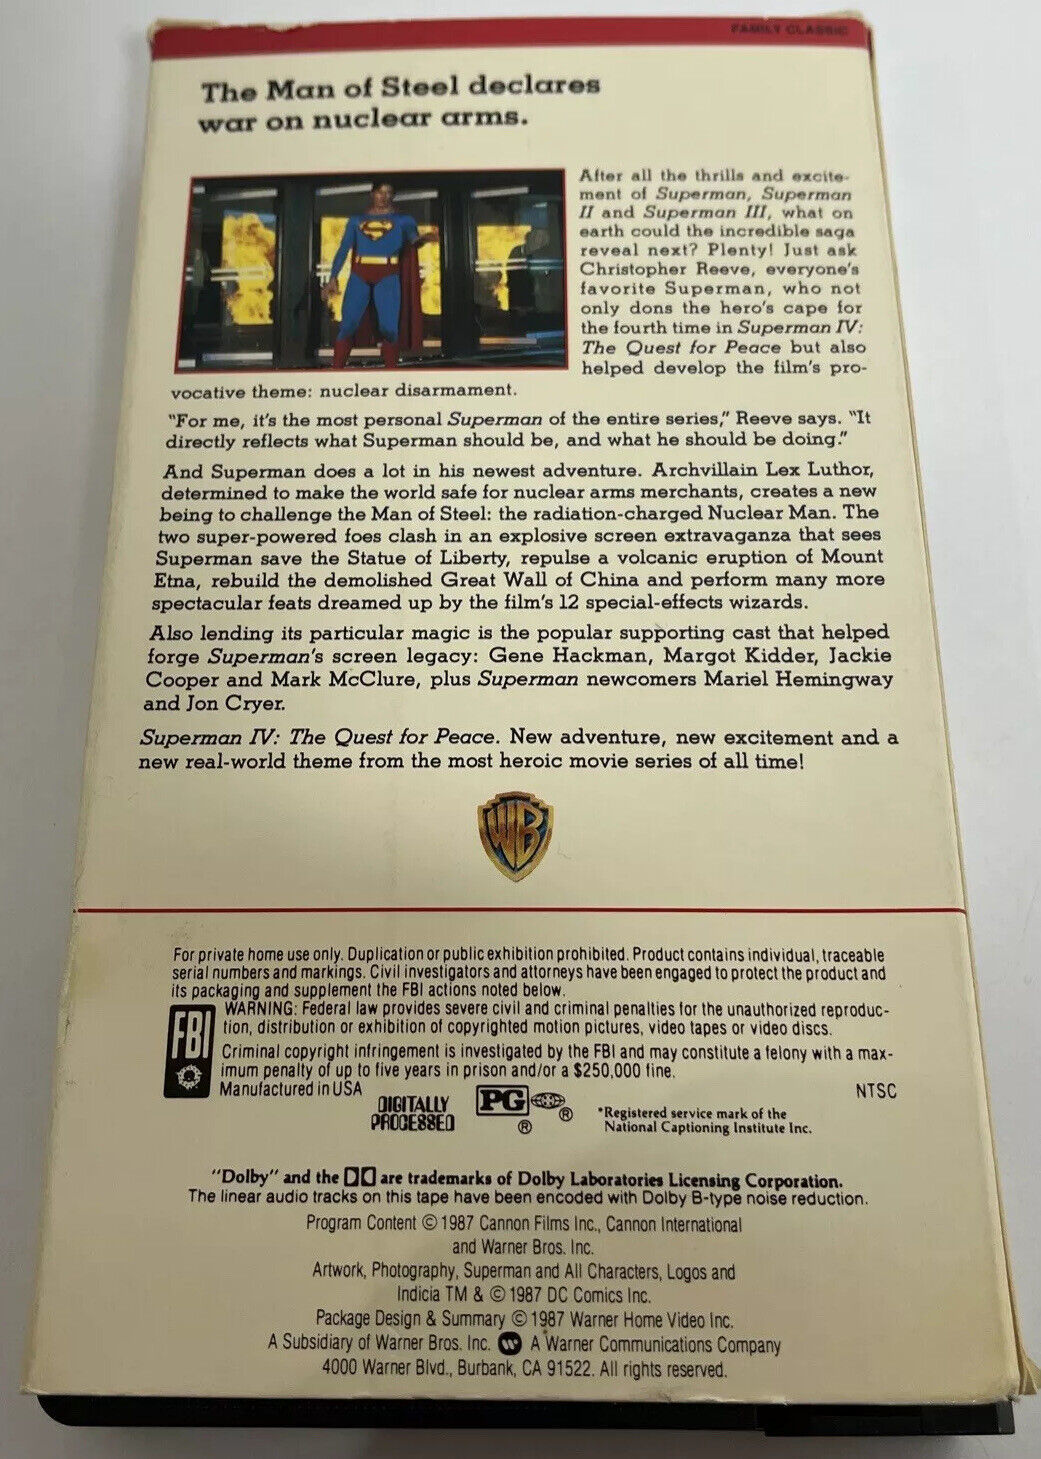 FAMILY CLASSIC
The Man of Steel declares
war on nuclear arms.
After all the thrills and excite-
ment of Superman, Superman
II and Superman III, what on
earth could the incredible saga
reveal next? Plenty! Just ask
Christopher Reeve, everyone's
favorite Superman, who not
only dons the hero's cape for
the fourth time in Superman IV:
The Quest for Peace but also
helped develop the film's pro-
vocative theme: nuclear disarmament.
"For me, it's the most personal Superman of the entire series," Reeve says. "It
directly reflects what Superman should be, and what he should be doing."
And Superman does a lot in his newest adventure. Archvillain Lex Luthor,
determined to make the world safe for nuclear arms merchants, creates a new
being to challenge the Man of Steel: the radiation-charged Nuclear Man. The
two super-powered foes clash in an explosive screen extravaganza that sees
Superman save the Statue of Liberty, repulse a volcanic eruption of Mount
Etna, rebuild the demolished Great Wall of China and perform many more
spectacular feats dreamed up by the film's 12 special-effects wizards.
Also lending its particular magic is the popular supporting cast that helped
forge Superman's screen legacy: Gene Hackman, Margot Kidder, Jackie
Cooper and Mark McClure, plus Superman newcomers Mariel Hemingway
and Jon Cryer.
Superman IV: The Quest for Peace. New adventure, new excitement and a
new real-world theme from the most heroic movie series of all time!
WB
For private home use only. Duplication or public exhibition prohibited. Product contains individual, traceable
serial numbers and markings. Civil investigators and attorneys have been engaged to protect the product and
its packaging and supplement the FBI actions noted below.
FBI
WARNING: Federal law provides severe civil and criminal penalties for the unauthorized reproduc-
tion, distribution or exhibition of copyrighted motion pictures, video tapes or video discs.
Criminal copyright infringement is investigated by the FBI and may constitute a felony with a max-
imum penalty of up to five years in prison and/or a $250,000 fine.
Manufactured in USA
NTSC
DIGITALLY
PROCESSED
PG ®
®
*Registered service mark of the
National Captioning Institute Inc.
"Dolby" and the DD are trademarks of Dolby Laboratories Licensing Corporation.
The linear audio tracks on this tape have been encoded with Dolby B-type noise reduction.
Program Content © 1987 Cannon Films Inc., Cannon International
and Warner Bros. Inc.
Artwork, Photography, Superman and All Characters, Logos and
Indicia TM & © 1987 DC Comics Inc.
Package Design & Summary © 1987 Warner Home Video Inc.
A Subsidiary of Warner Bros. Inc. A Warner Communications Company
4000 Warner Blvd., Burbank, CA 91522. All rights reserved.